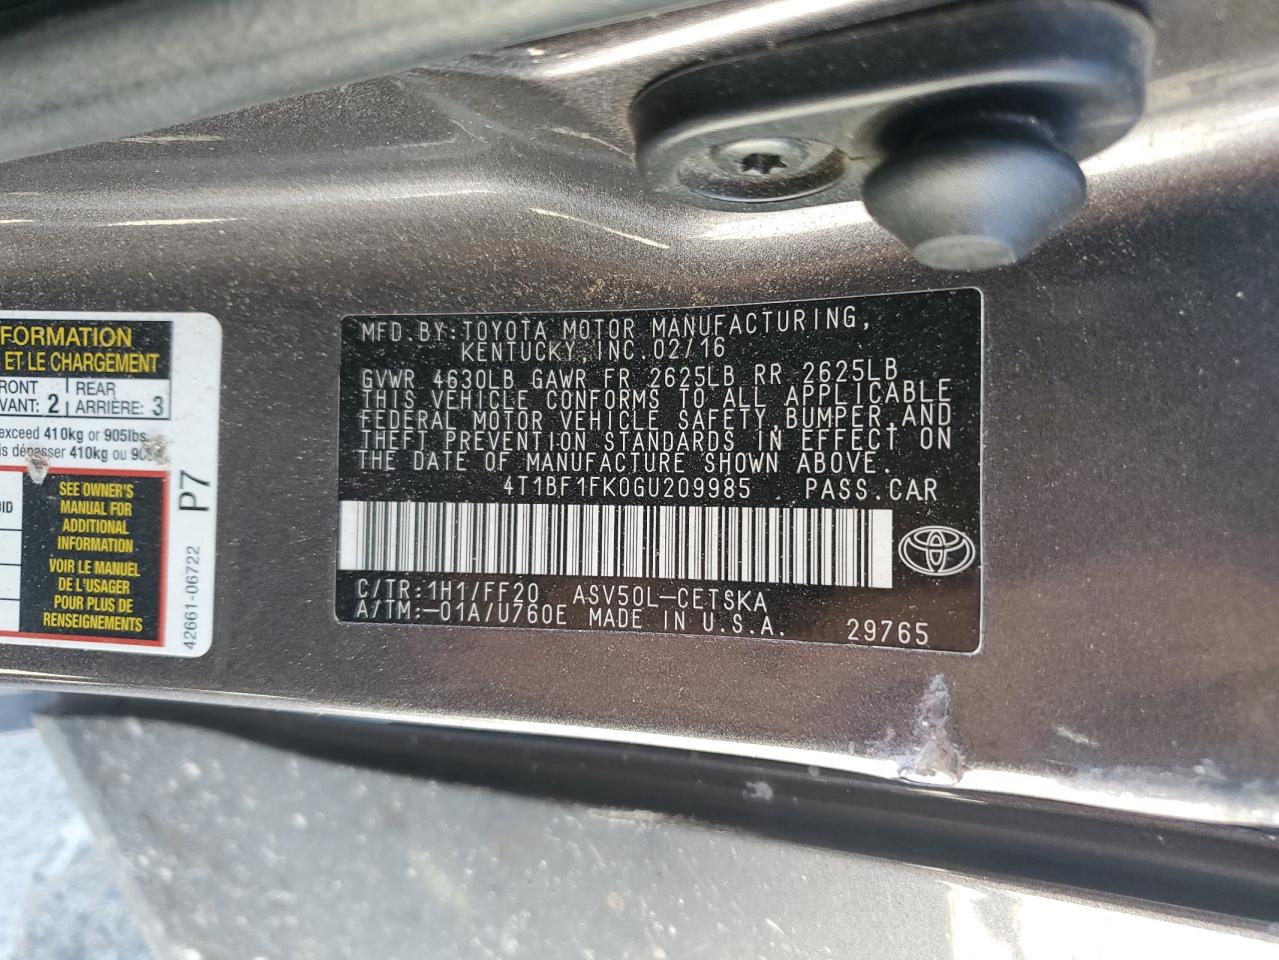 FORMATION
ET LE CHARGEMENT
RONT 2 REAR 3
VANT: ARRIÈRE:
exceed 410kg or 905lbs.
is dépasser 410kg ou
SEE OWNER'S
MANUAL FOR
ADDITIONAL
INFORMATION
VOIR LE MANUEL
DE L'USAGER
POUR PLUS DE
RENSEIGNEMENTS
P7
42661-06722
MFD. BY: TOYOTA MOTOR MANUFACTURING,
KENTUCKY, INC. 02/16
GVWR 4630LB GAWR FR 2625LB RR 2625LB
THIS VEHICLE CONFORMS TO ALL APPLICABLE
FEDERAL MOTOR VEHICLE SAFETY, BUMPER, AND
THEFT PREVENTION STANDARDS IN EFFECT ON
THE DATE OF MANUFACTURE SHOWN ABOVE.
4T1BF1FK0GU209985 PASS. CAR
C/TR: 1H1/FF20 ASV50L-CETSKA
A/TM: -01A/U760E MADE IN U.S.A. 29765